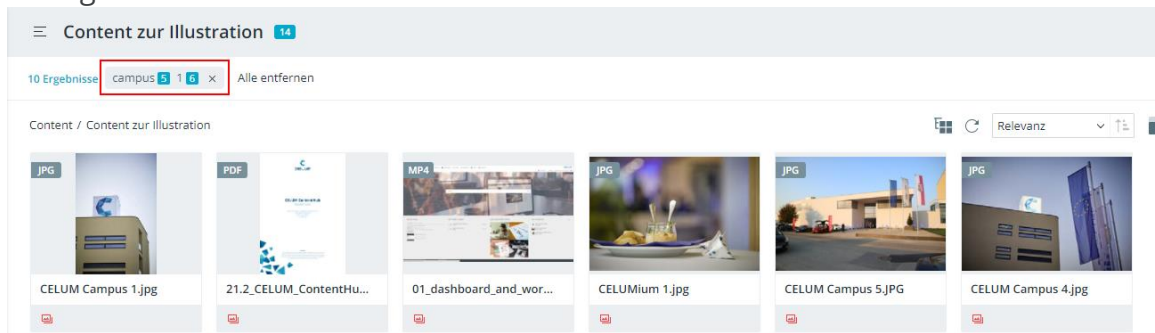 Content zur Illustration 14
10 Ergebnisse campus 5 1 6 × Alle entfernen
Content / Content zur Illustration
Relevanz
JPG PDF MP4 JPG JPG JPG
CELUM
CELUM Campus 1.jpg 21.2_CELUM_ContentHu... 01_dashboard_and_wor... CELUMium 1.jpg CELUM Campus 5.JPG CELUM Campus 4.jpg